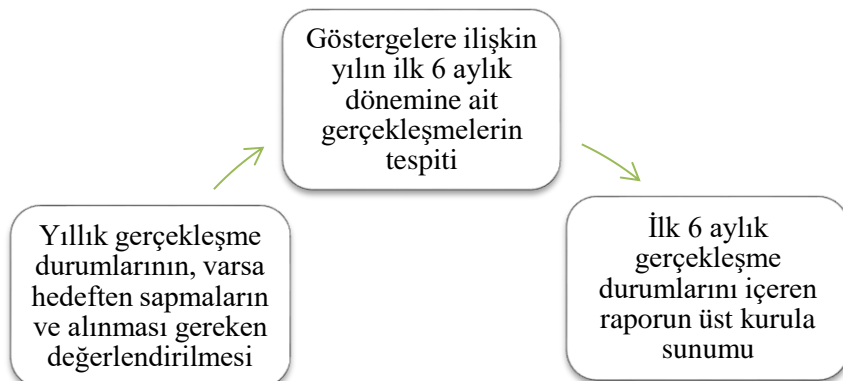 Göstergelere ilişkin
yılın ilk 6 aylık
dönemine ait
gerçekleşmelerin
tespiti
Yıllık gerçekleşme
durumlarının, varsa
hedeften sapmaların
ve alınması gereken
değerlendirilmesi
İlk 6 aylık
gerçekleşme
durumlarını içeren
raporun üst kurula
sunumu